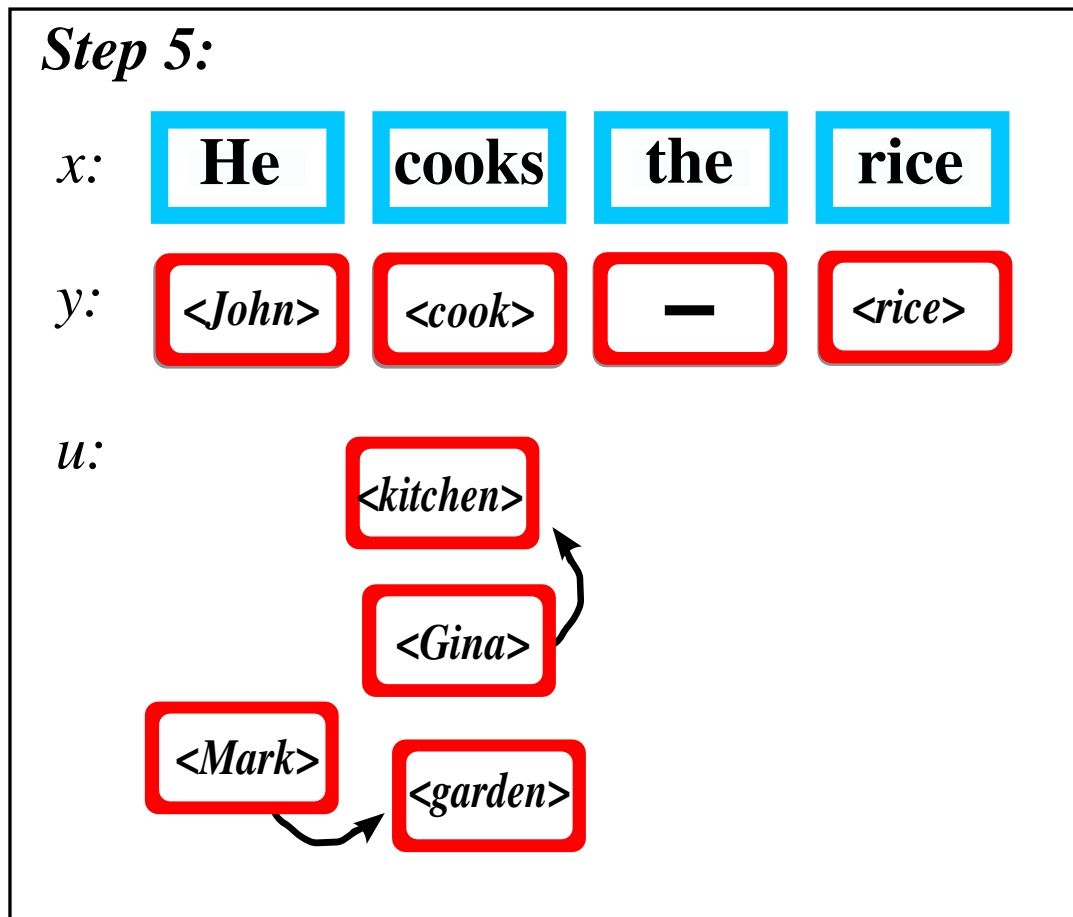 Step 5:
x: He cooks the rice
y: <John> <cook> – <rice>
u:
<kitchen>
<Gina>
<Mark>
<garden>